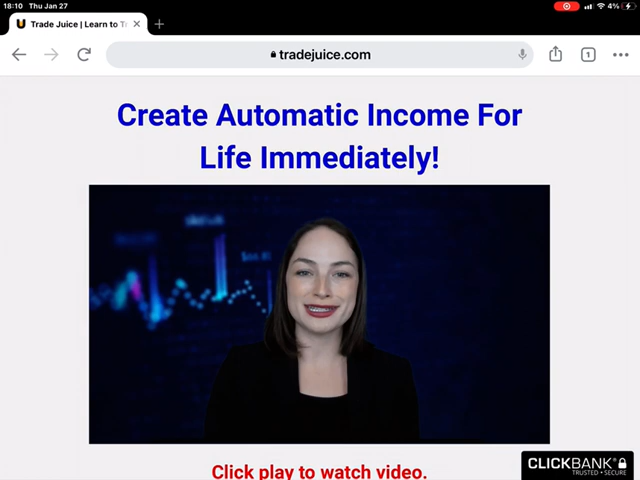 18:10 Thu Jan 27
4%
Trade Juice | Learn to T
tradejuice.com
1
Create Automatic Income For
Life Immediately!
Click play to watch video.
CLICKBANK®
TRUSTED • SECURE